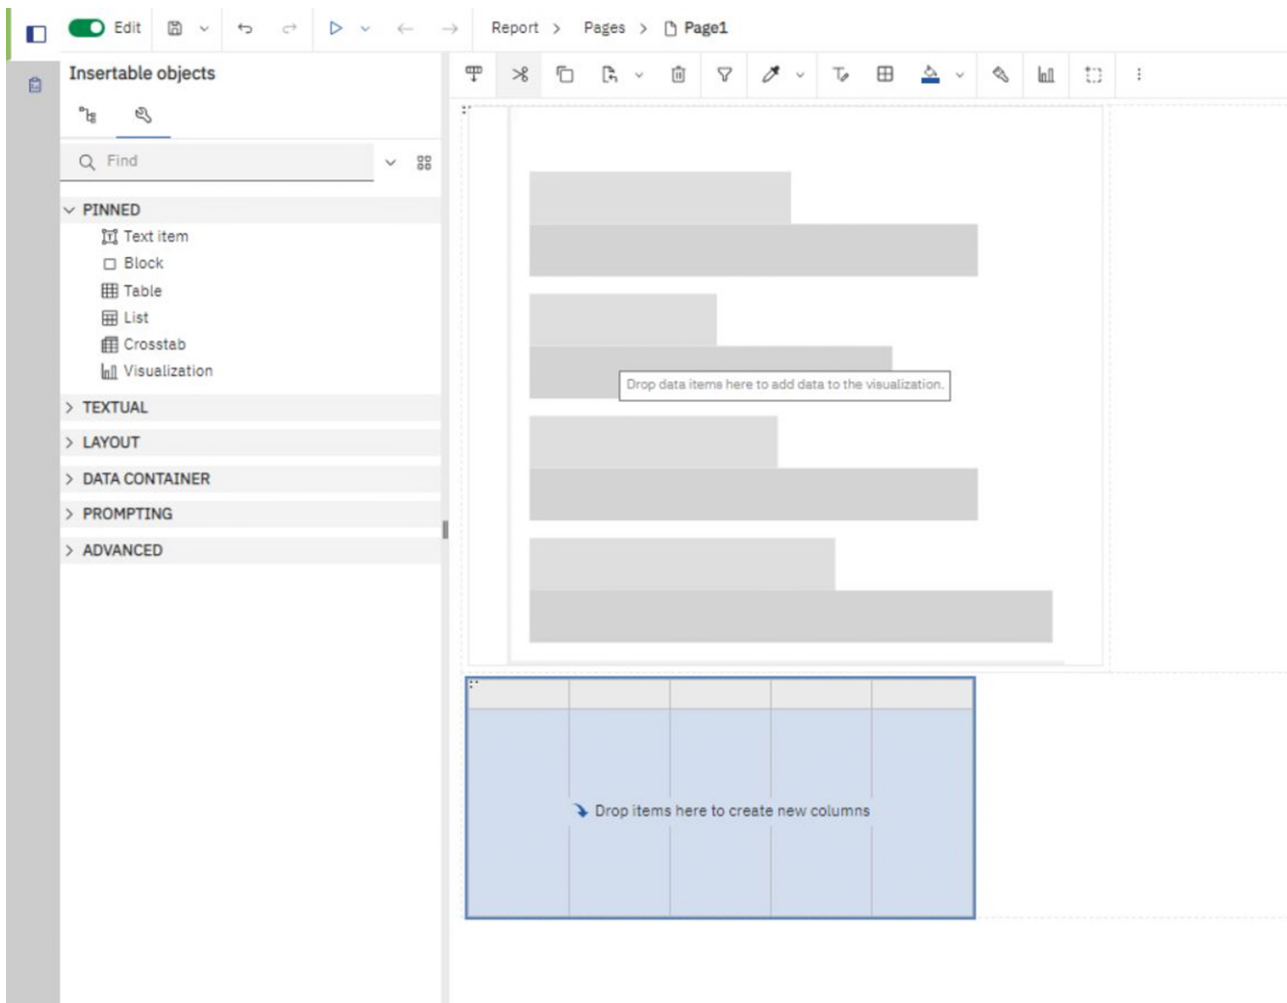 Edit
Report > Pages > Page1
Insertable objects
Find
PINNED
Text item
Block
Table
List
Crosstab
Visualization
TEXTUAL
LAYOUT
DATA CONTAINER
PROMPTING
ADVANCED
Drop data items here to add data to the visualization.
Drop items here to create new columns